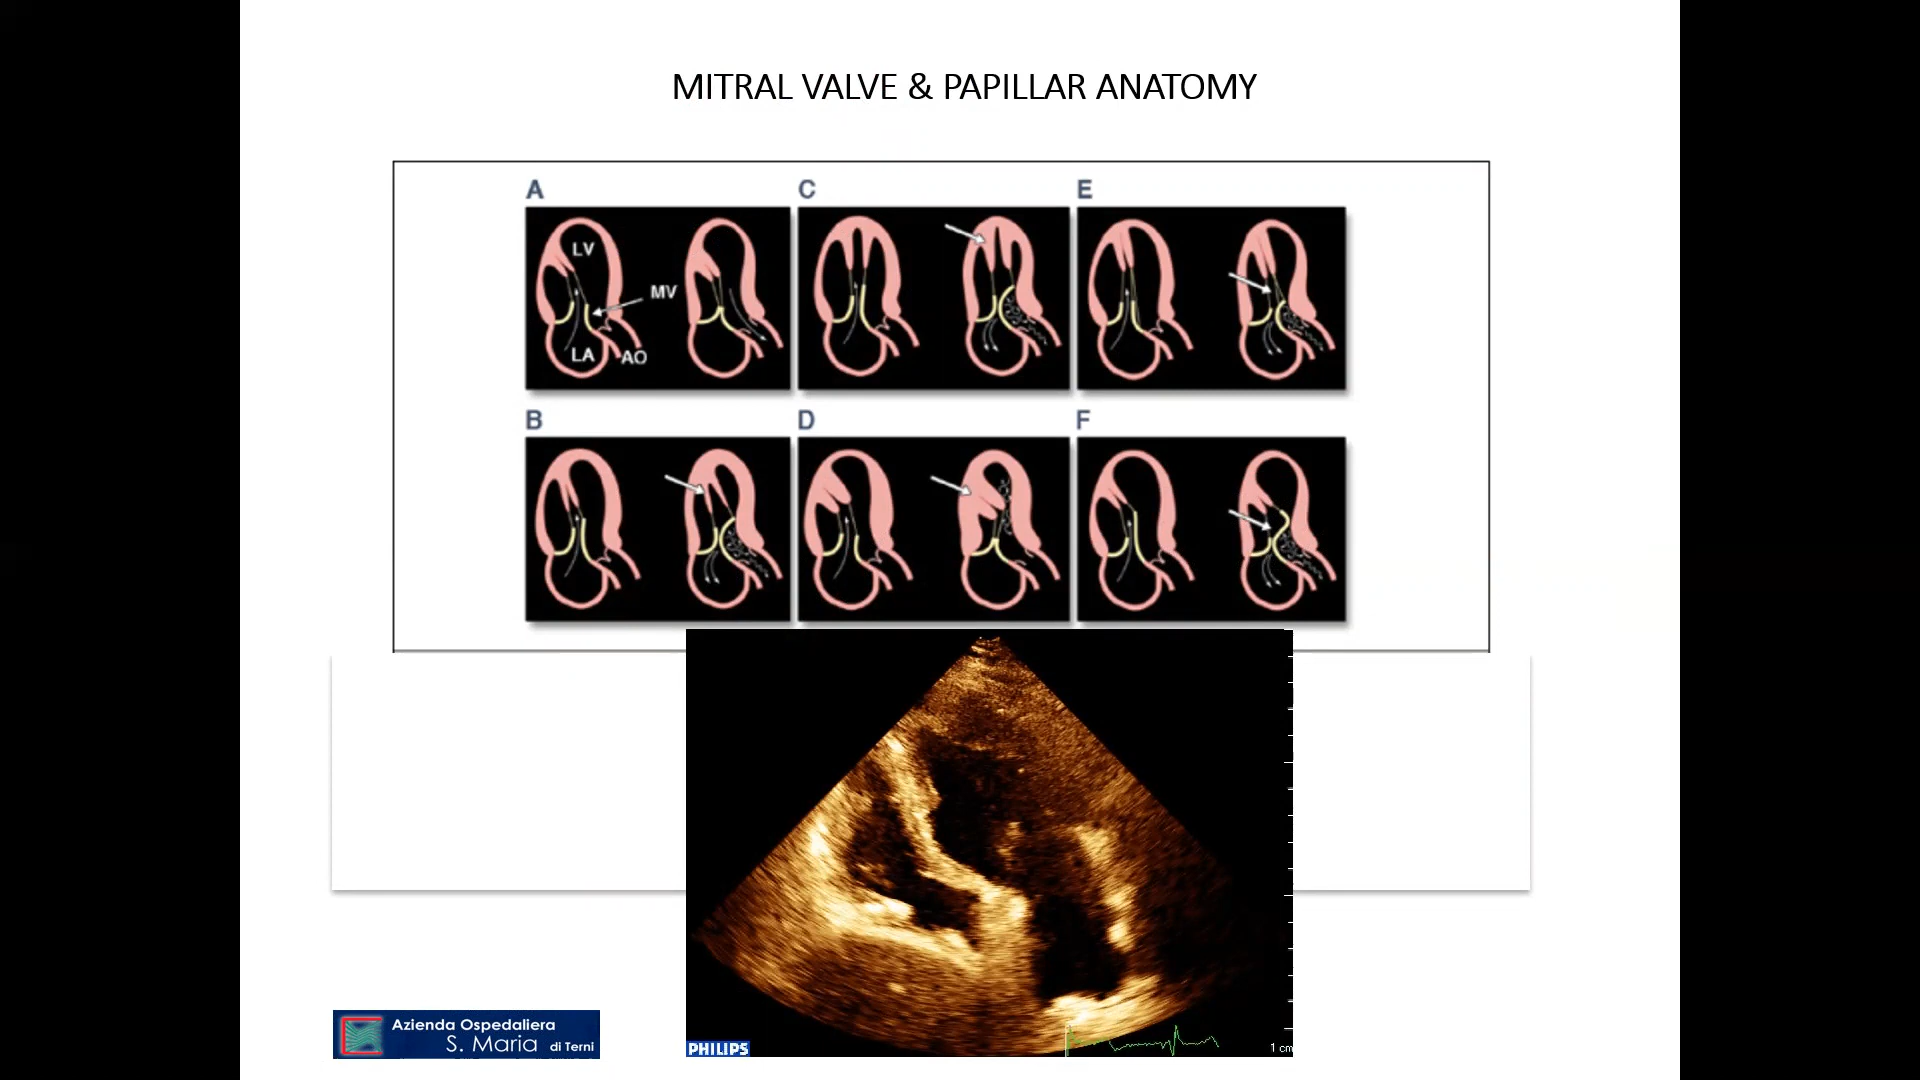 MITRAL VALVE & PAPILLAR ANATOMY
A
C
E
LV
MV
LA
AO
B
D
F
PHILIPS
1 cm
Azienda Ospedaliera
S. Maria di Terni